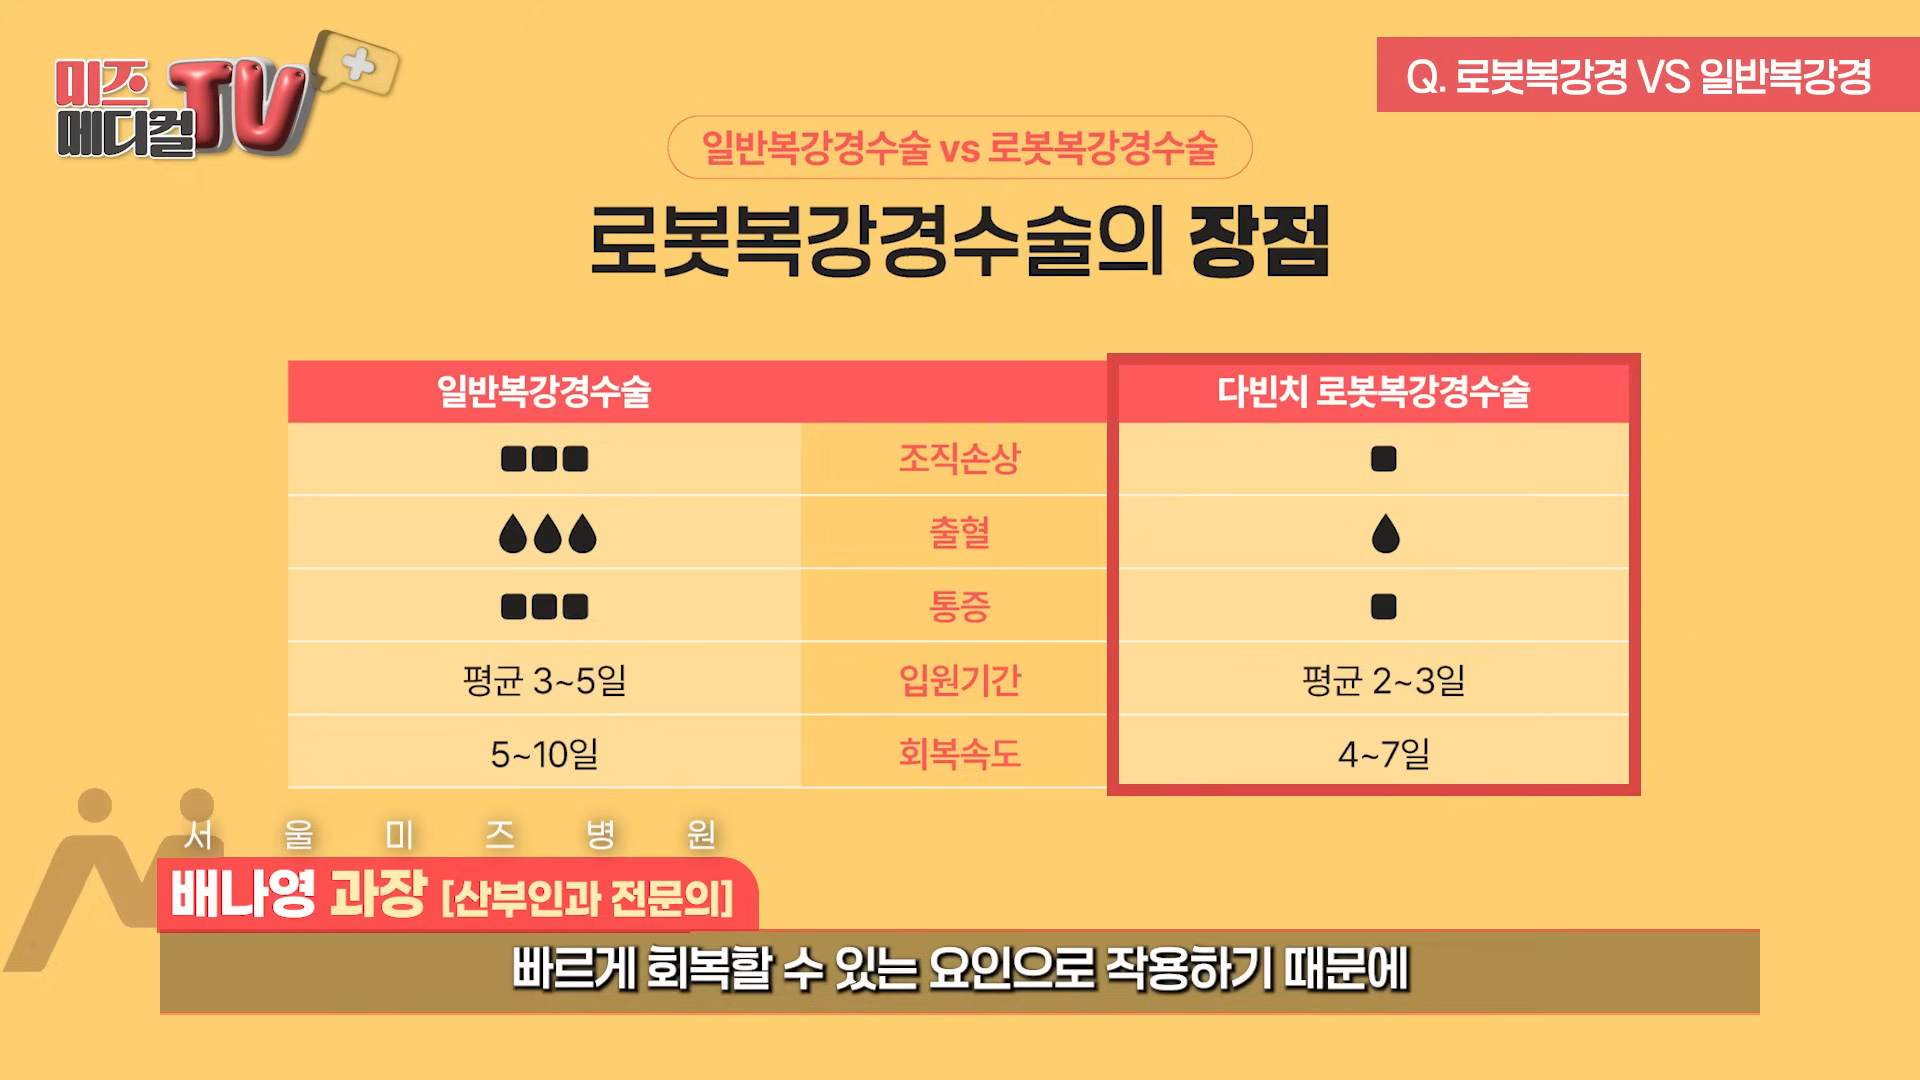 미즈
메디컬 TV
Q. 로봇복강경 VS 일반복강경
일반복강경수술 vs 로봇복강경수술
로봇복강경수술의 장점
일반복강경수술 다빈치 로봇복강경수술
조직손상
출혈
통증
평균 3~5일 입원기간 평균 2~3일
5~10일 회복속도 4~7일
서울미즈병원
배나영 과장 [산부인과 전문의]
빠르게 회복할 수 있는 요인으로 작용하기 때문에